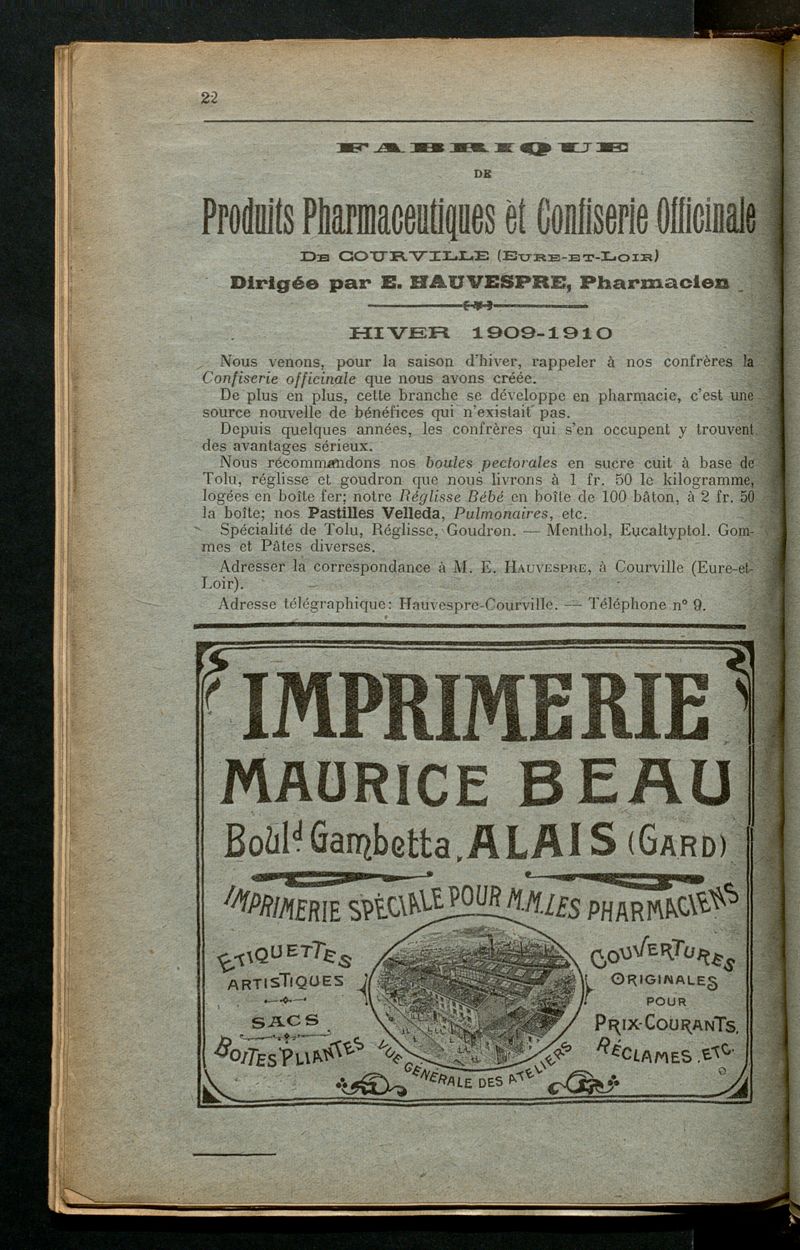 22
FABRIQUE
DE
Produits Pharmaceutiques et Confiserie Officinale
DE COURVILLE (EURE-ET-LOIR)
Dirigée par E. HAUVESPRE, Pharmacien
HIVER 1909-1910
Nous venons, pour la saison d'hiver, rappeler à nos confrères la
Confiserie officinale que nous avons créée.
De plus en plus, cette branche se développe en pharmacie, c'est une
source nouvelle de bénéfices qui n'existait pas.
Depuis quelques années, les confrères qui s'en occupent y trouvent
des avantages sérieux.
Nous récommandons nos boules pectorales en sucre cuit à base de
Tolu, réglisse et goudron que nous livrons à 1 fr. 50 le kilogramme,
logées en boîte fer; notre Réglisse Bébé en boîte de 100 bâton, à 2 fr. 50
la boîte; nos Pastilles Velleda, Pulmonaires, etc.
Spécialité de Tolu, Réglisse, Goudron. — Menthol, Eucaltyptol. Gom-
mes et Pâtes diverses.
Adresser la correspondance à M. E. HAUVESPRE, à Courville (Eure-et-
Loir).
Adresse télégraphique: Hauvespre-Courville. — Téléphone n° 9.
IMPRIMERIE
MAURICE BEAU
Boùld Gambetta, ALAIS (GARD)
IMPRIMERIE SPÉCIALE POUR M.M. LES PHARMACIENS
ETIQUETTES
ARTISTIQUES
SACS
BOITES PLIANTES
VUE GÉNÉRALE DES ATELIERS
COUVERTURES
ORIGINALES
POUR
PRIX-COURANTS,
RÉCLAMES, ETC.